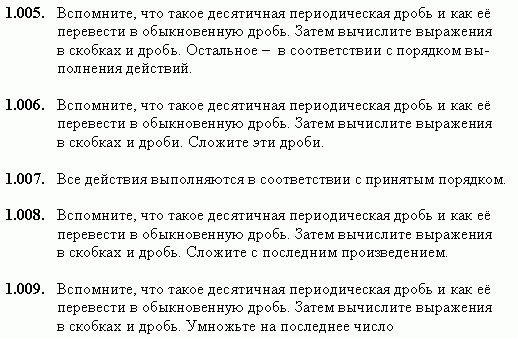 1.005. Вспомните, что такое десятичная периодическая дробь и как её
перевести в обыкновенную дробь. Затем вычислите выражения
в скобках и дробь. Остальное – в соответствии с порядком вы-
полнения действий.
1.006. Вспомните, что такое десятичная периодическая дробь и как её
перевести в обыкновенную дробь. Затем вычислите выражения
в скобках и дроби. Сложите эти дроби.
1.007. Все действия выполняются в соответствии с принятым порядком.
1.008. Вспомните, что такое десятичная периодическая дробь и как её
перевести в обыкновенную дробь. Затем вычислите выражения
в скобках и дробь. Сложите с последним произведением.
1.009. Вспомните, что такое десятичная периодическая дробь и как её
перевести в обыкновенную дробь. Затем вычислите выражения
в скобках и дробь. Умножьте на последнее число